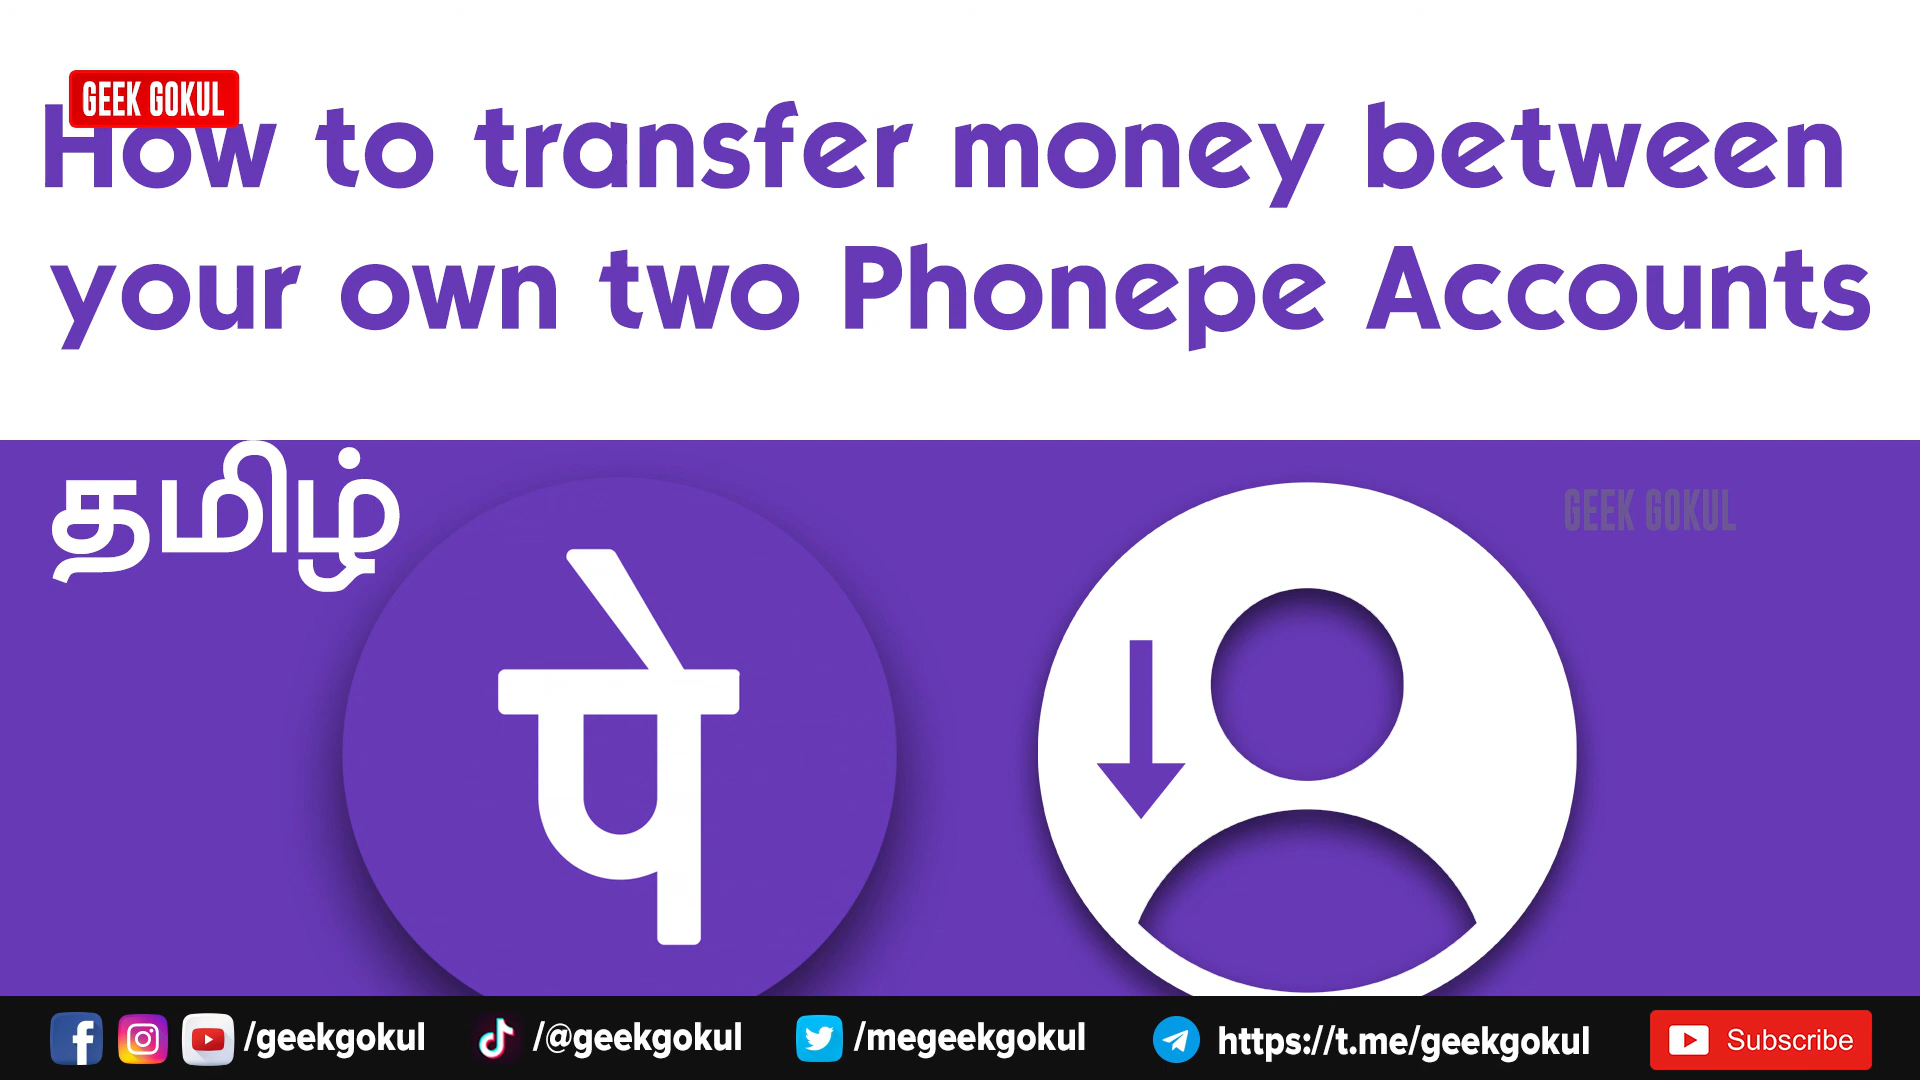 GEEK GOKUL
How to transfer money between
your own two Phonepe Accounts
தமிழ்
GEEK GOKUL
पे
/geekgokul
/@geekgokul
/megeekgokul
https://t.me/geekgokul
Subscribe